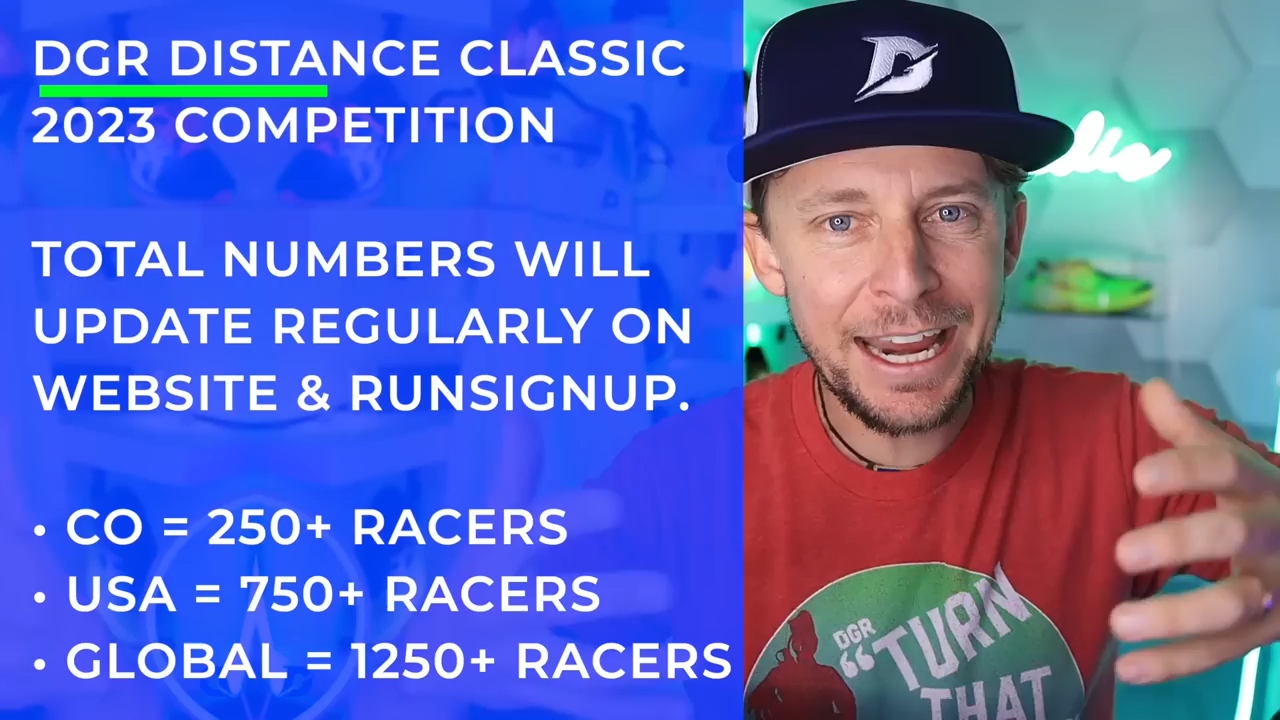 DGR DISTANCE CLASSIC
2023 COMPETITION
TOTAL NUMBERS WILL
UPDATE REGULARLY ON
WEBSITE & RUNSIGNUP.
• CO = 250+ RACERS
• USA = 750+ RACERS
• GLOBAL = 1250+ RACERS
DGR
"TURN
THAT